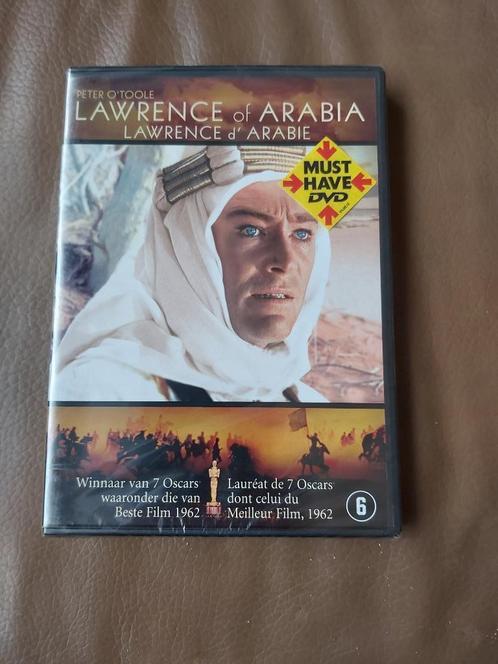 PETER O'TOOLE
LAWRENCE of ARABIA
LAWRENCE d' ARABIE
MUST
HAVE
DVD
Winnaar van 7 Oscars
waaronder die van
Beste Film 1962
Lauréat de 7 Oscars
dont celui du
Meilleur Film, 1962
6